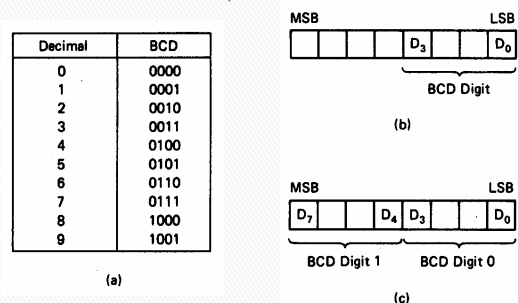 Decimal BCD
0 0000
1 0001
2 0010
3 0011
4 0100
5 0101
6 0110
7 0111
8 1000
9 1001
(a)
MSB LSB
D3 D0
BCD Digit
(b)
MSB LSB
D7 D4 D3 D0
BCD Digit 1 BCD Digit 0
(c)